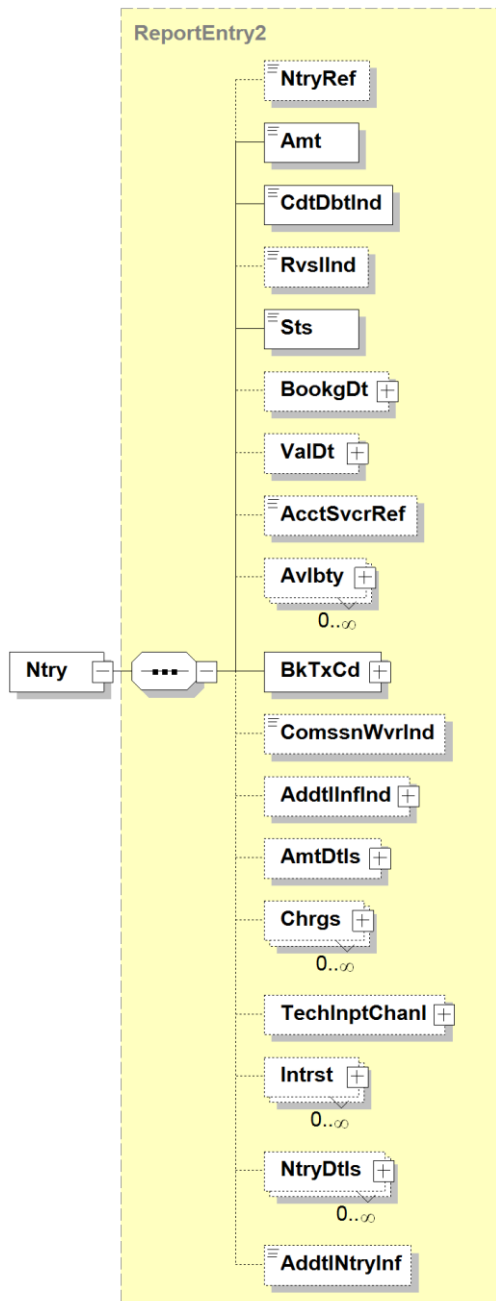 ReportEntry2
NtryRef
Amt
CdtDbtInd
RvslInd
Sts
BookgDt
ValDt
AcctSvcrRef
Avlbty
0..∞
Ntry
BkTxCd
ComssnWvrInd
AddtlInfInd
AmtDtls
Chrgs
0..∞
TechInptChanl
Intrst
0..∞
NtryDtls
0..∞
AddtlNtryInf